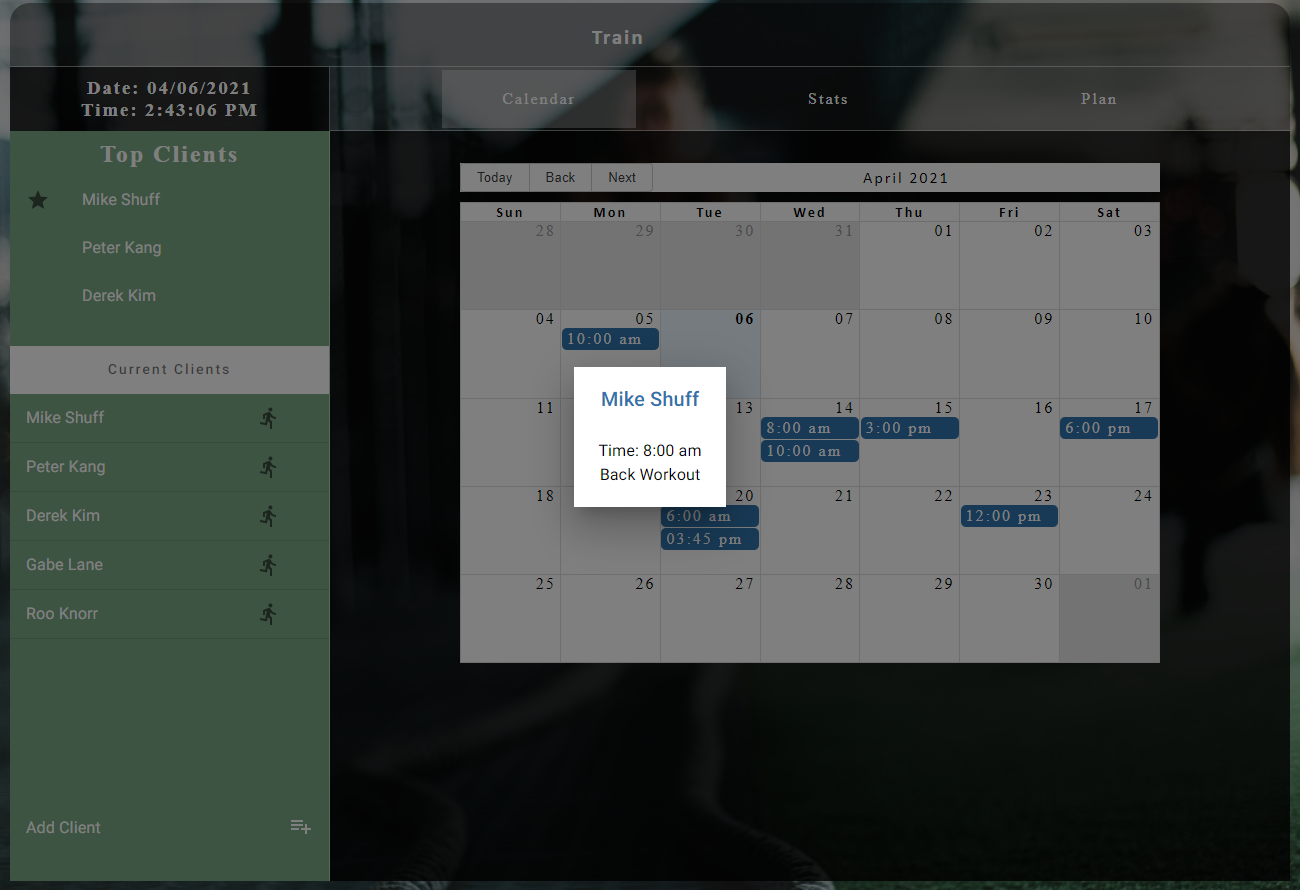 Train
Date: 04/06/2021
Time: 2:43:06 PM
Calendar
Stats
Plan
Top Clients
Mike Shuff
Peter Kang
Derek Kim
Current Clients
Mike Shuff
Peter Kang
Derek Kim
Gabe Lane
Roo Knorr
Add Client
Today Back Next April 2021
Sun Mon Tue Wed Thu Fri Sat
28 29 30 31 01 02 03
04 05 06 07 08 09 10
10:00 am
11 13 14 15 16 17
8:00 am 3:00 pm 6:00 pm
10:00 am
18 20 21 22 23 24
6:00 am 12:00 pm
03:45 pm
25 26 27 28 29 30 01
Mike Shuff
Time: 8:00 am
Back Workout